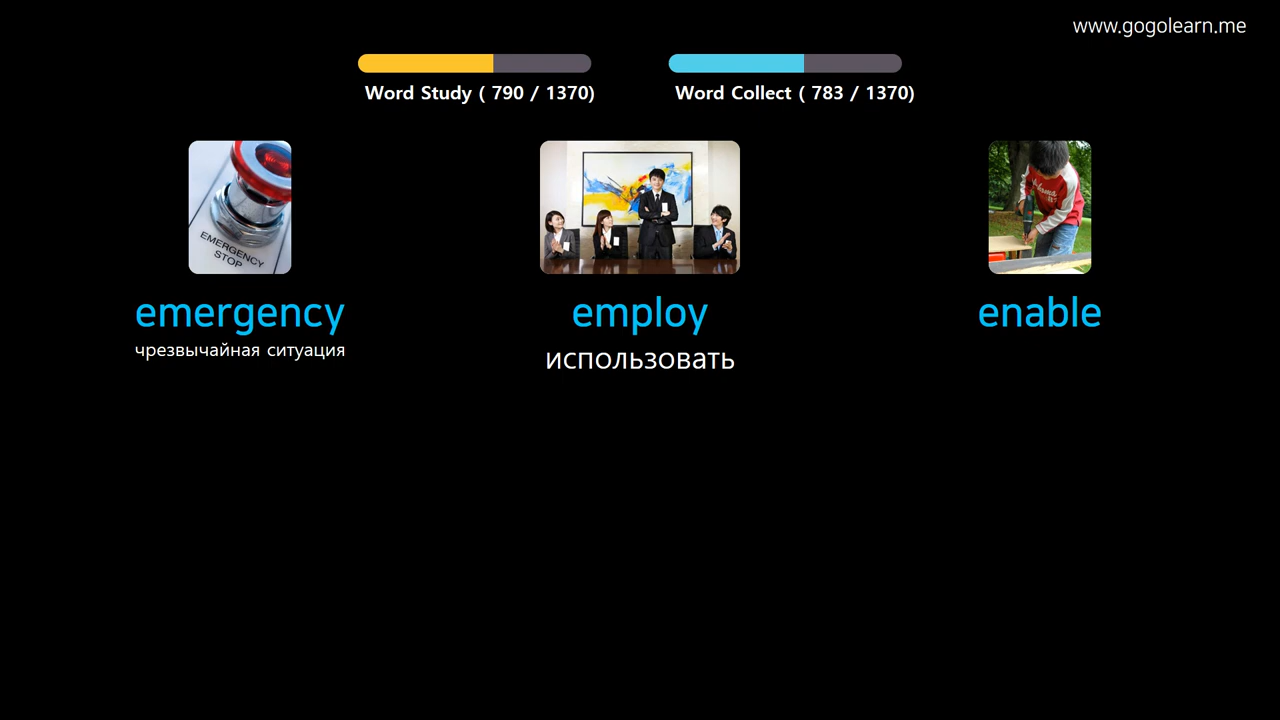 www.gogolearn.me
Word Study ( 790 / 1370)
Word Collect ( 783 / 1370)
EMERGENCY
STOP
emergency
employ
enable
чрезвычайная ситуация
использовать